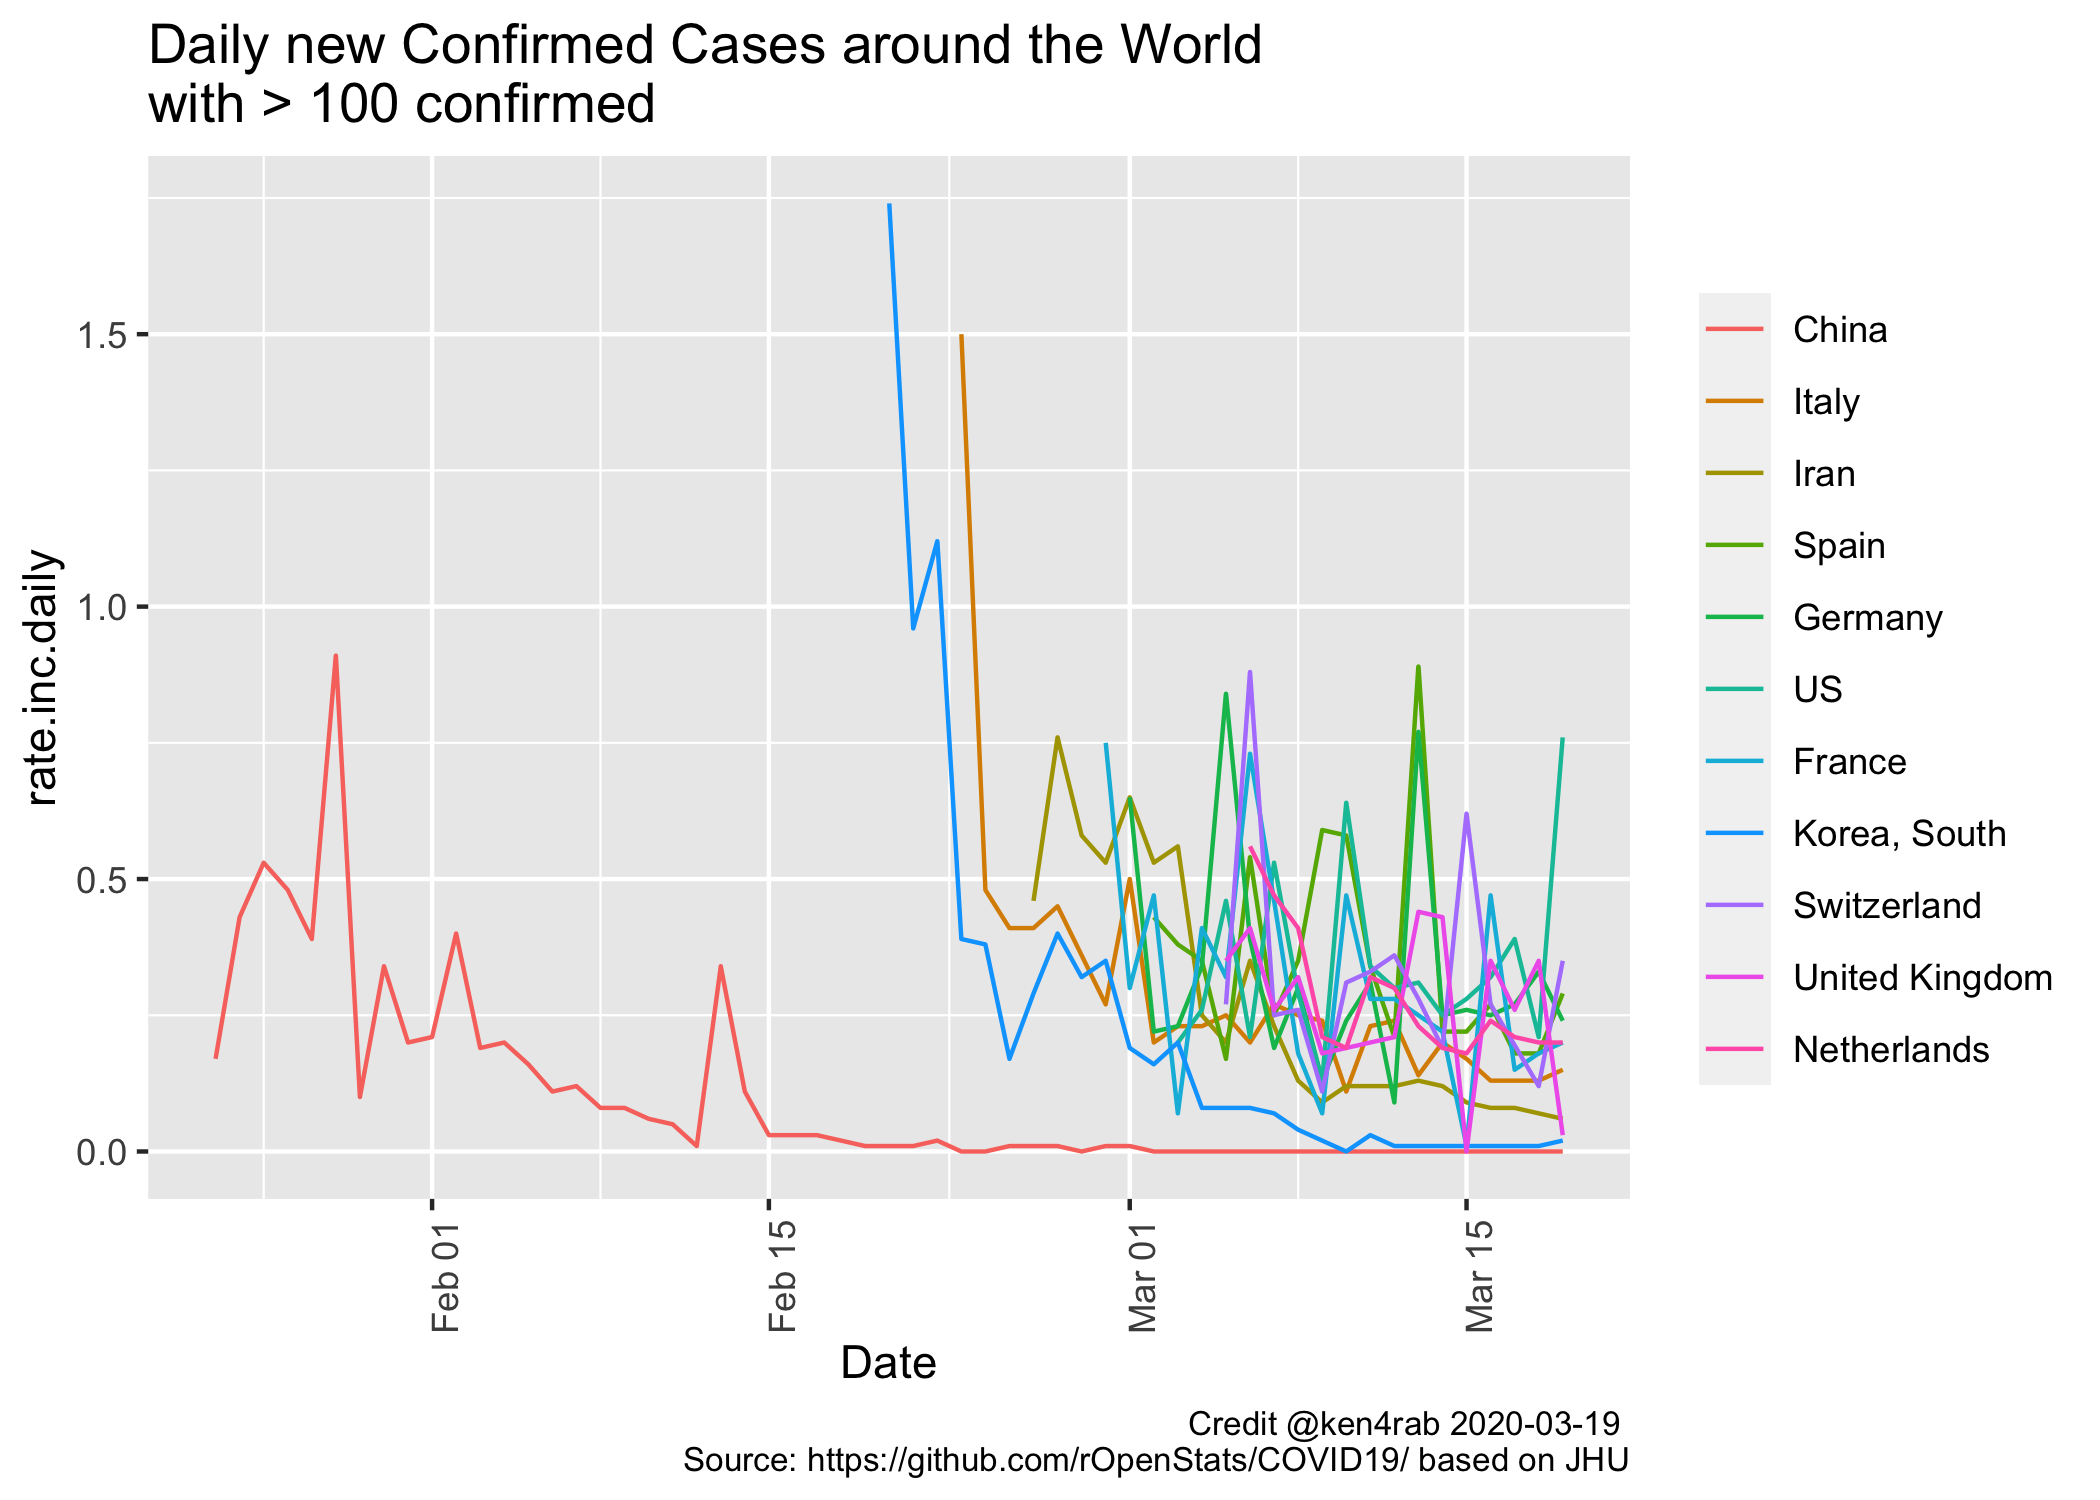 Daily new Confirmed Cases around the World
with > 100 confirmed
rate.inc.daily
1.5
1.0
0.5
0.0
Feb 01
Feb 15
Mar 01
Mar 15
Date
China
Italy
Iran
Spain
Germany
US
France
Korea, South
Switzerland
United Kingdom
Netherlands
Credit @ken4rab 2020-03-19
Source: https://github.com/rOpenStats/COVID19/ based on JHU